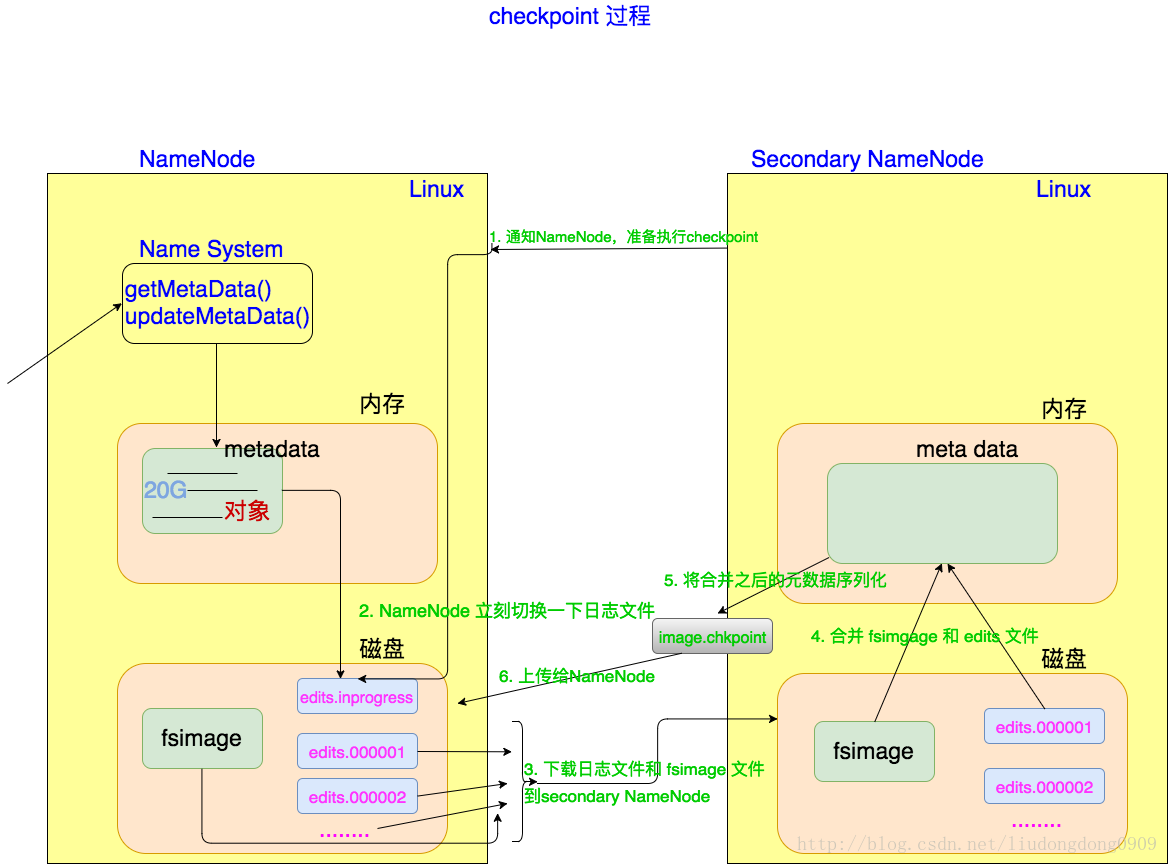 checkpoint 过程
NameNode
Secondary NameNode
Linux
Linux
1. 通知NameNode，准备执行checkpoint
Name System
getMetaData()
updateMetaData()
内存
内存
metadata
meta data
20G
对象
5. 将合并之后的元数据序列化
2. NameNode 立刻切换一下日志文件
image.chkpoint
4. 合并 fsimgage 和 edits 文件
磁盘
磁盘
6. 上传给NameNode
edits.inprogress
fsimage
edits.000001
edits.000002
........
3. 下载日志文件和 fsimage 文件
到secondary NameNode
fsimage
edits.000001
edits.000002
........
http://blog.csdn.net/liudongdong0909